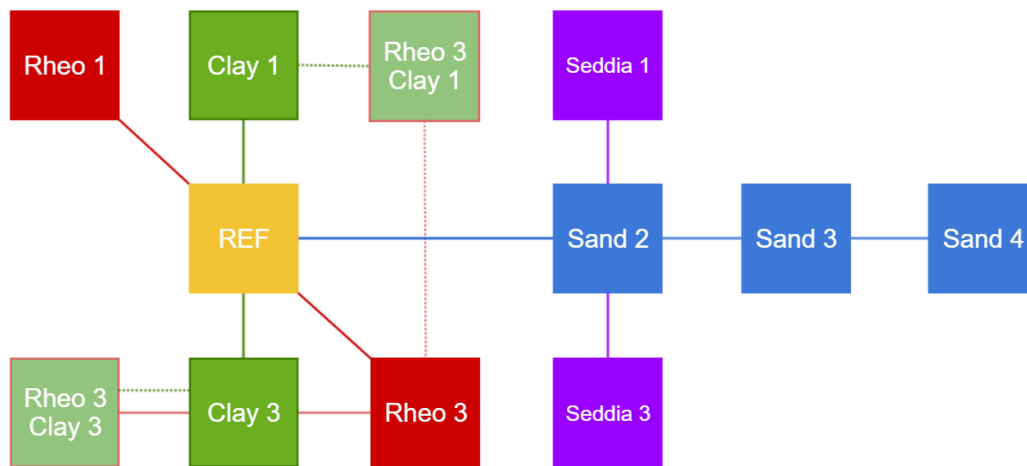 Rheo 1
Clay 1
Rheo 3
Clay 1
Seddia 1
REF
Sand 2
Sand 3
Sand 4
Rheo 3
Clay 3
Clay 3
Rheo 3
Seddia 3